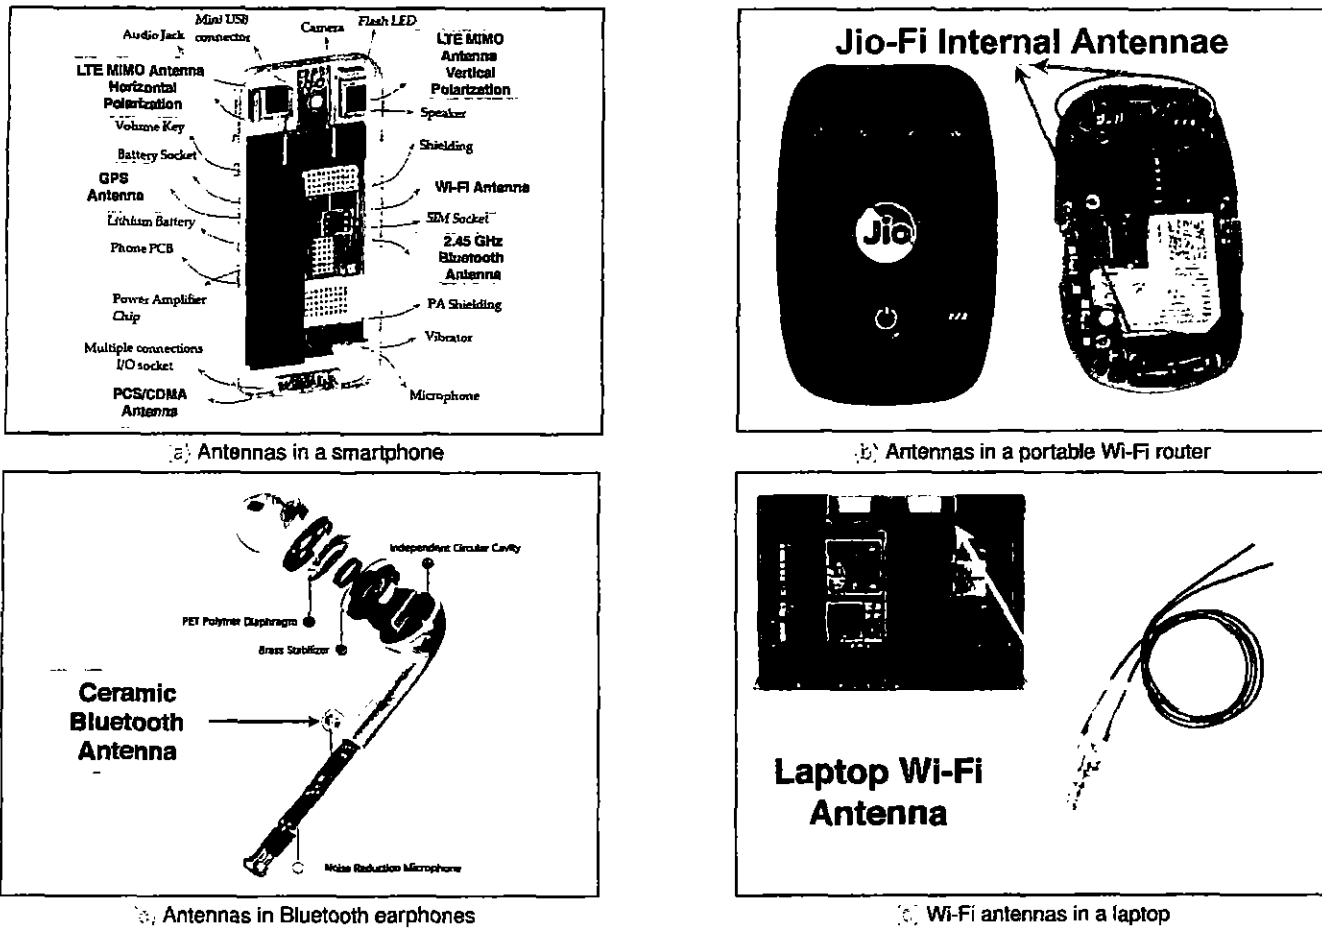 Mini USB
connector
Audio Jack
Camera
Flash LED
LTE MIMO
Antenna
Vertical
Polarization
LTE MIMO Antenna
Horizontal
Polarization
Speaker
Volume Key
Shielding
Battery Socket
GPS
Antenna
Wi-Fi Antenna
Lithium Battery
SIM Socket
Phone PCB
2.45 GHz
Bluetooth
Antenna
Power Amplifier
Chip
PA Shielding
Vibrator
Multiple connections
I/O socket
PCS/CDMA
Antenna
Microphone
(a) Antennas in a smartphone
Jio-Fi Internal Antennae
Jio
(b) Antennas in a portable Wi-Fi router
Independent Circular Cavity
PET Polymer Diaphragm
Brass Stabilizer
Ceramic
Bluetooth
Antenna
Noise Reduction Microphone
Antennas in Bluetooth earphones
Laptop Wi-Fi
Antenna
Wi-Fi antennas in a laptop